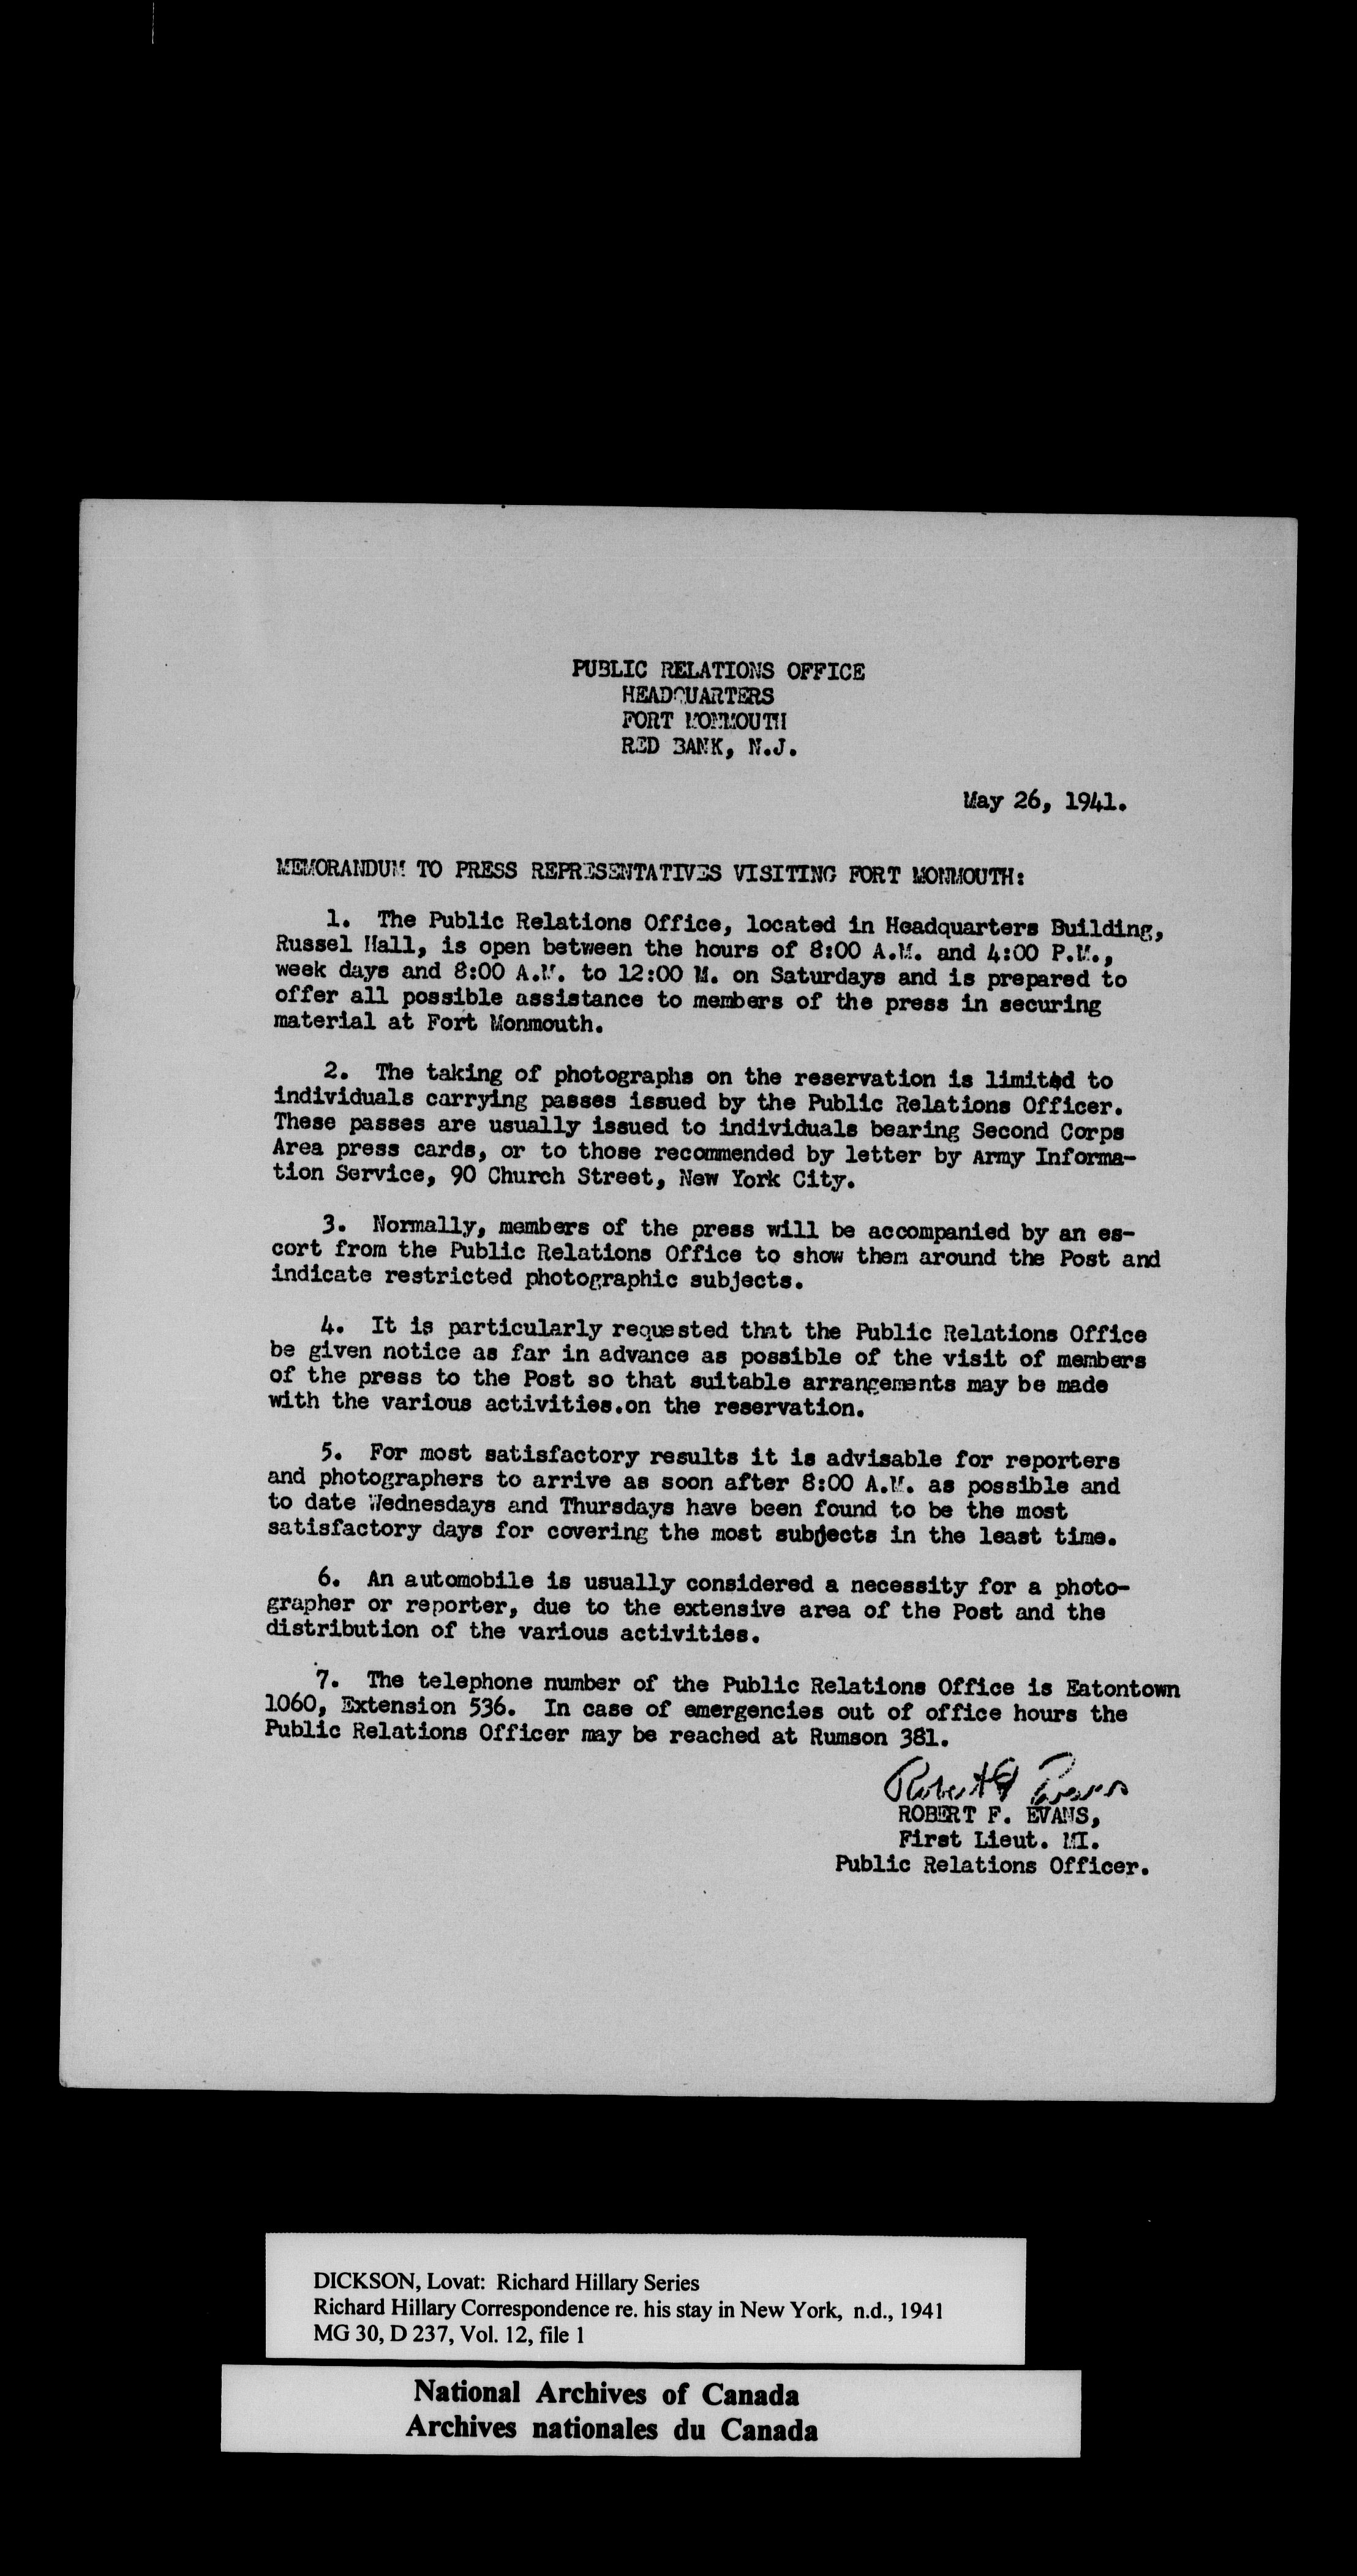 PUBLIC RELATIONS OFFICE
HEADQUARTERS
FORT MONMOUTH
RED BANK, N.J.
May 26, 1941.
MEMORANDUM TO PRESS REPRESENTATIVES VISITING FORT MONMOUTH:
1. The Public Relations Office, located in Headquarters Building,
Russel Hall, is open between the hours of 8:00 A.M. and 4:00 P.M.,
week days and 8:00 A.M. to 12:00 M. on Saturdays and is prepared to
offer all possible assistance to members of the press in securing
material at Fort Monmouth.
2. The taking of photographs on the reservation is limited to
individuals carrying passes issued by the Public Relations Officer.
These passes are usually issued to individuals bearing Second Corps
Area press cards, or to those recommended by letter by Army Informa-
tion Service, 90 Church Street, New York City.
3. Normally, members of the press will be accompanied by an es-
cort from the Public Relations Office to show them around the Post and
indicate restricted photographic subjects.
4. It is particularly requested that the Public Relations Office
be given notice as far in advance as possible of the visit of members
of the press to the Post so that suitable arrangements may be made
with the various activities.on the reservation.
5. For most satisfactory results it is advisable for reporters
and photographers to arrive as soon after 8:00 A.M. as possible and
to date Wednesdays and Thursdays have been found to be the most
satisfactory days for covering the most subjects in the least time.
6. An automobile is usually considered a necessity for a photo-
grapher or reporter, due to the extensive area of the Post and the
distribution of the various activities.
7. The telephone number of the Public Relations Office is Eatontown
1060, Extension 536. In case of emergencies out of office hours the
Public Relations Officer may be reached at Rumson 381.
Robert F Evans
ROBERT F. EVANS,
First Lieut. MI.
Public Relations Officer.
DICKSON, Lovat: Richard Hillary Series
Richard Hillary Correspondence re. his stay in New York, n.d., 1941
MG 30, D 237, Vol. 12, file 1
National Archives of Canada
Archives nationales du Canada